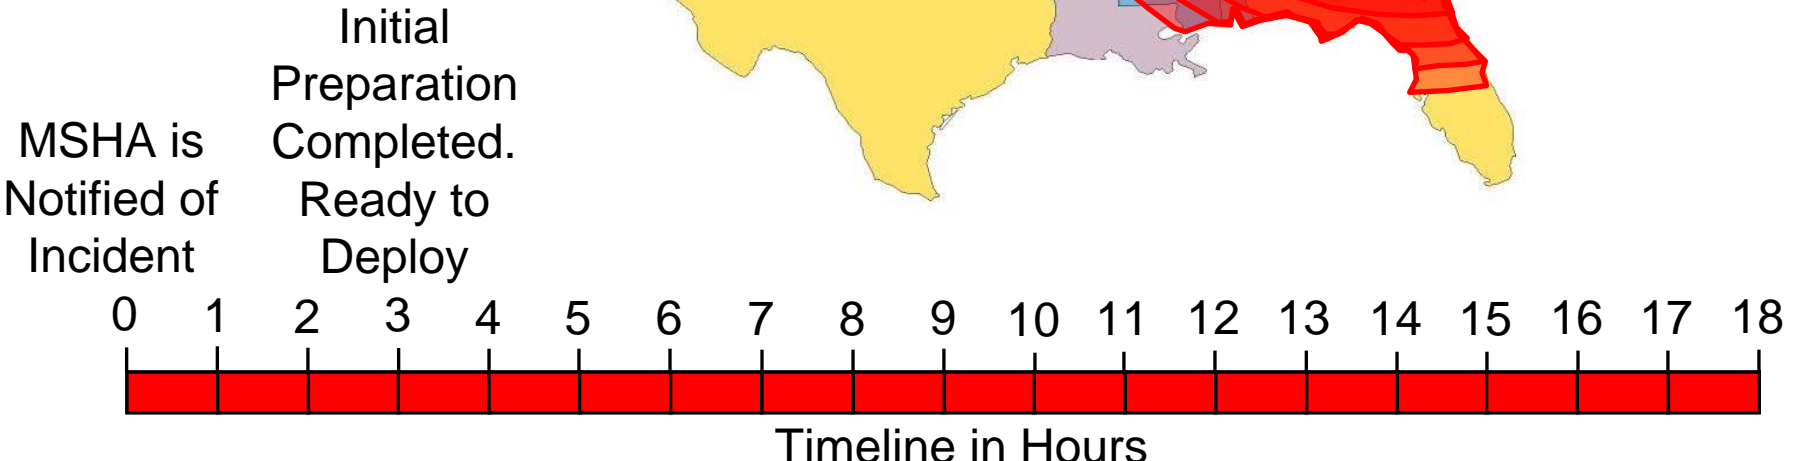 MSHA is
Notified of
Incident
Initial
Preparation
Completed.
Ready to
Deploy
0 1 2 3 4 5 6 7 8 9 10 11 12 13 14 15 16 17 18
Timeline in Hours